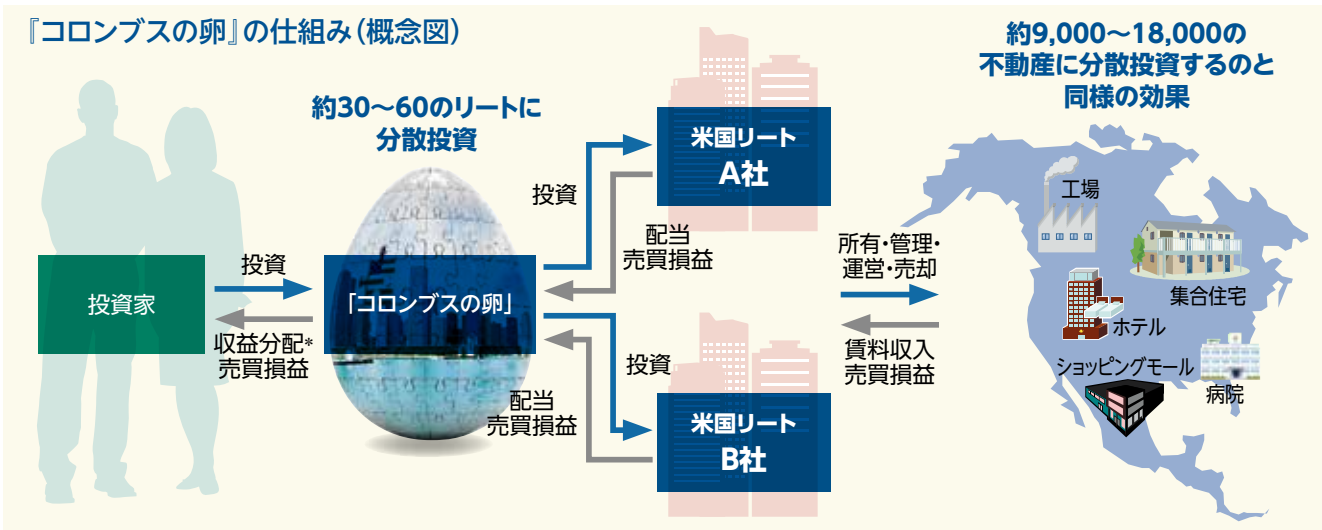 『コロンブスの卵』の仕組み(概念図)
約30〜60のリートに
分散投資
約9,000〜18,000の
不動産に分散投資するのと
同様の効果
投資家
投資
収益分配*
売買損益
「コロンブスの卵」
投資
配当
売買損益
投資
配当
売買損益
米国リート
A社
米国リート
B社
所有・管理・
運営・売却
賃料収入
売買損益
工場
集合住宅
ホテル
ショッピングモール
病院